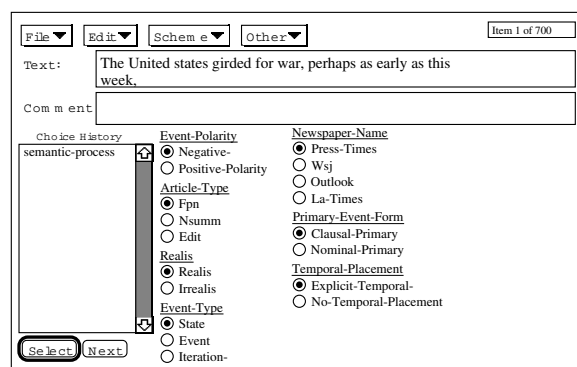 File Edit Scheme Other Item 1 of 700
Text: The United states girded for war, perhaps as early as this
week,
Comment
Choice History
semantic-process
Select Next
Event-Polarity
Negative-
Positive-Polarity
Article-Type
Fpn
Nsumm
Edit
Realis
Realis
Irrealis
Event-Type
State
Event
Iteration-
Newspaper-Name
Press-Times
Wsj
Outlook
La-Times
Primary-Event-Form
Clausal-Primary
Nominal-Primary
Temporal-Placement
Explicit-Temporal-
No-Temporal-Placement